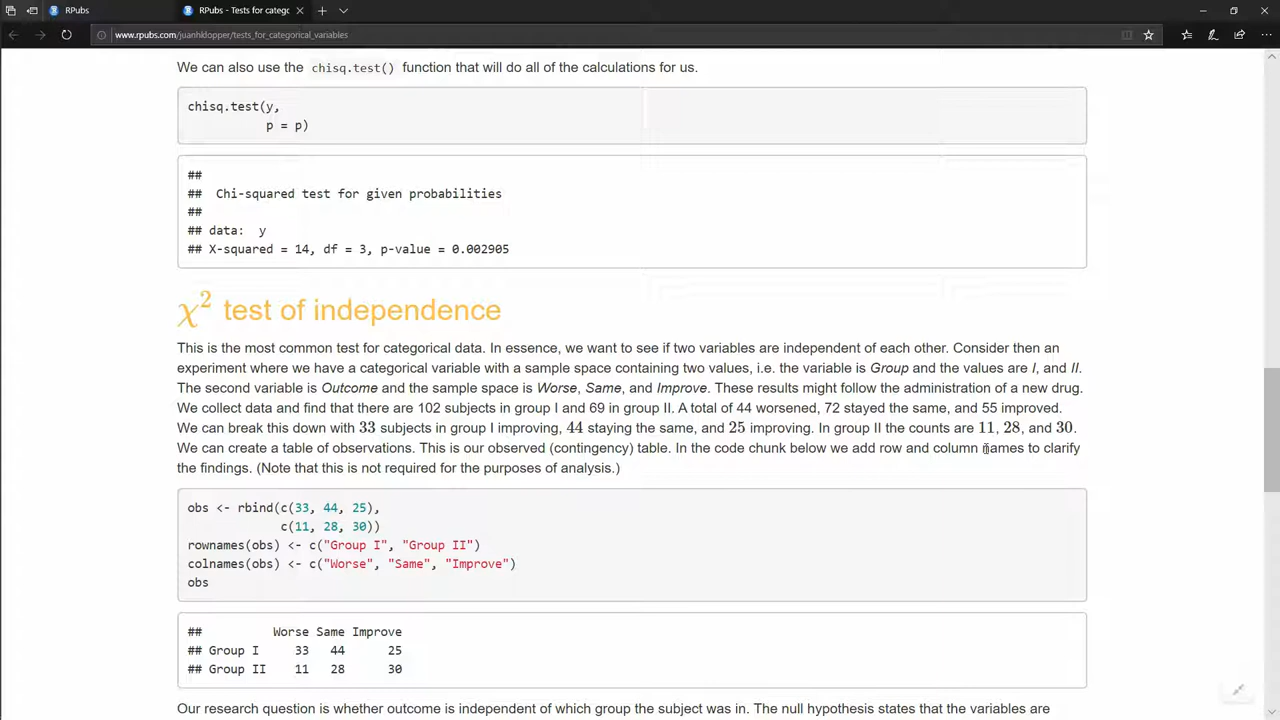 RPubs
RPubs - Tests for catego
www.rpubs.com/juanhklopper/tests_for_categorical_variables
We can also use the chisq.test() function that will do all of the calculations for us.
chisq.test(y,
p = p)
##
## Chi-squared test for given probabilities
##
## data: y
## X-squared = 14, df = 3, p-value = 0.002905
χ² test of independence
This is the most common test for categorical data. In essence, we want to see if two variables are independent of each other. Consider then an
experiment where we have a categorical variable with a sample space containing two values, i.e. the variable is Group and the values are I, and II.
The second variable is Outcome and the sample space is Worse, Same, and Improve. These results might follow the administration of a new drug.
We collect data and find that there are 102 subjects in group I and 69 in group II. A total of 44 worsened, 72 stayed the same, and 55 improved.
We can break this down with 33 subjects in group I improving, 44 staying the same, and 25 improving. In group II the counts are 11, 28, and 30.
We can create a table of observations. This is our observed (contingency) table. In the code chunk below we add row and column names to clarify
the findings. (Note that this is not required for the purposes of analysis.)
obs <- rbind(c(33, 44, 25),
c(11, 28, 30))
rownames(obs) <- c("Group I", "Group II")
colnames(obs) <- c("Worse", "Same", "Improve")
obs
## Worse Same Improve
## Group I 33 44 25
## Group II 11 28 30
Our research question is whether outcome is independent of which group the subject was in. The null hypothesis states that the variables are